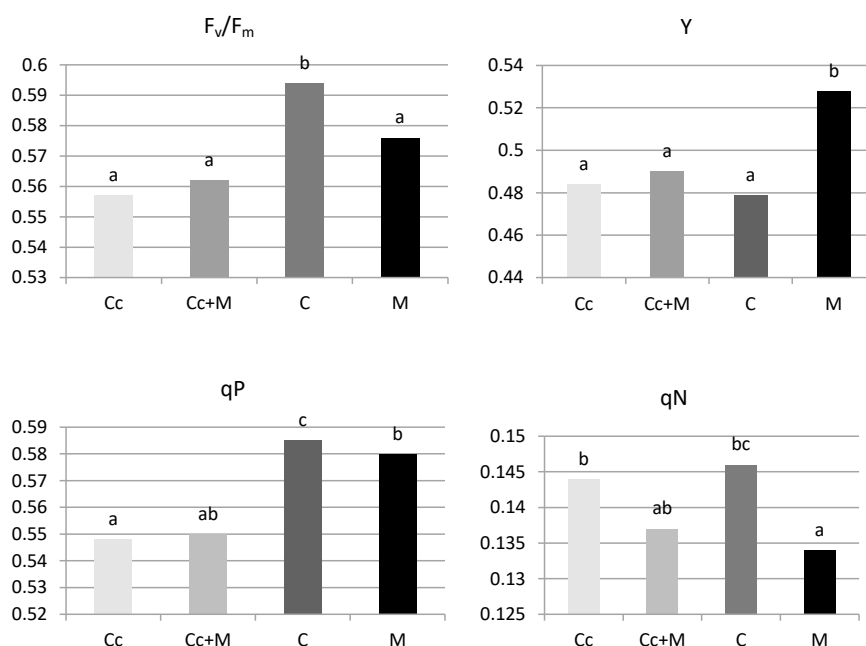 Fv/Fm
0.6
0.59
0.58
0.57
0.56
0.55
0.54
0.53
a
a
b
a
Cc
Cc+M
C
M
Y
0.54
0.52
0.5
0.48
0.46
0.44
a
a
a
b
Cc
Cc+M
C
M
qP
0.59
0.58
0.57
0.56
0.55
0.54
0.53
0.52
a
ab
c
b
Cc
Cc+M
C
M
qN
0.15
0.145
0.14
0.135
0.13
0.125
b
ab
bc
a
Cc
Cc+M
C
M